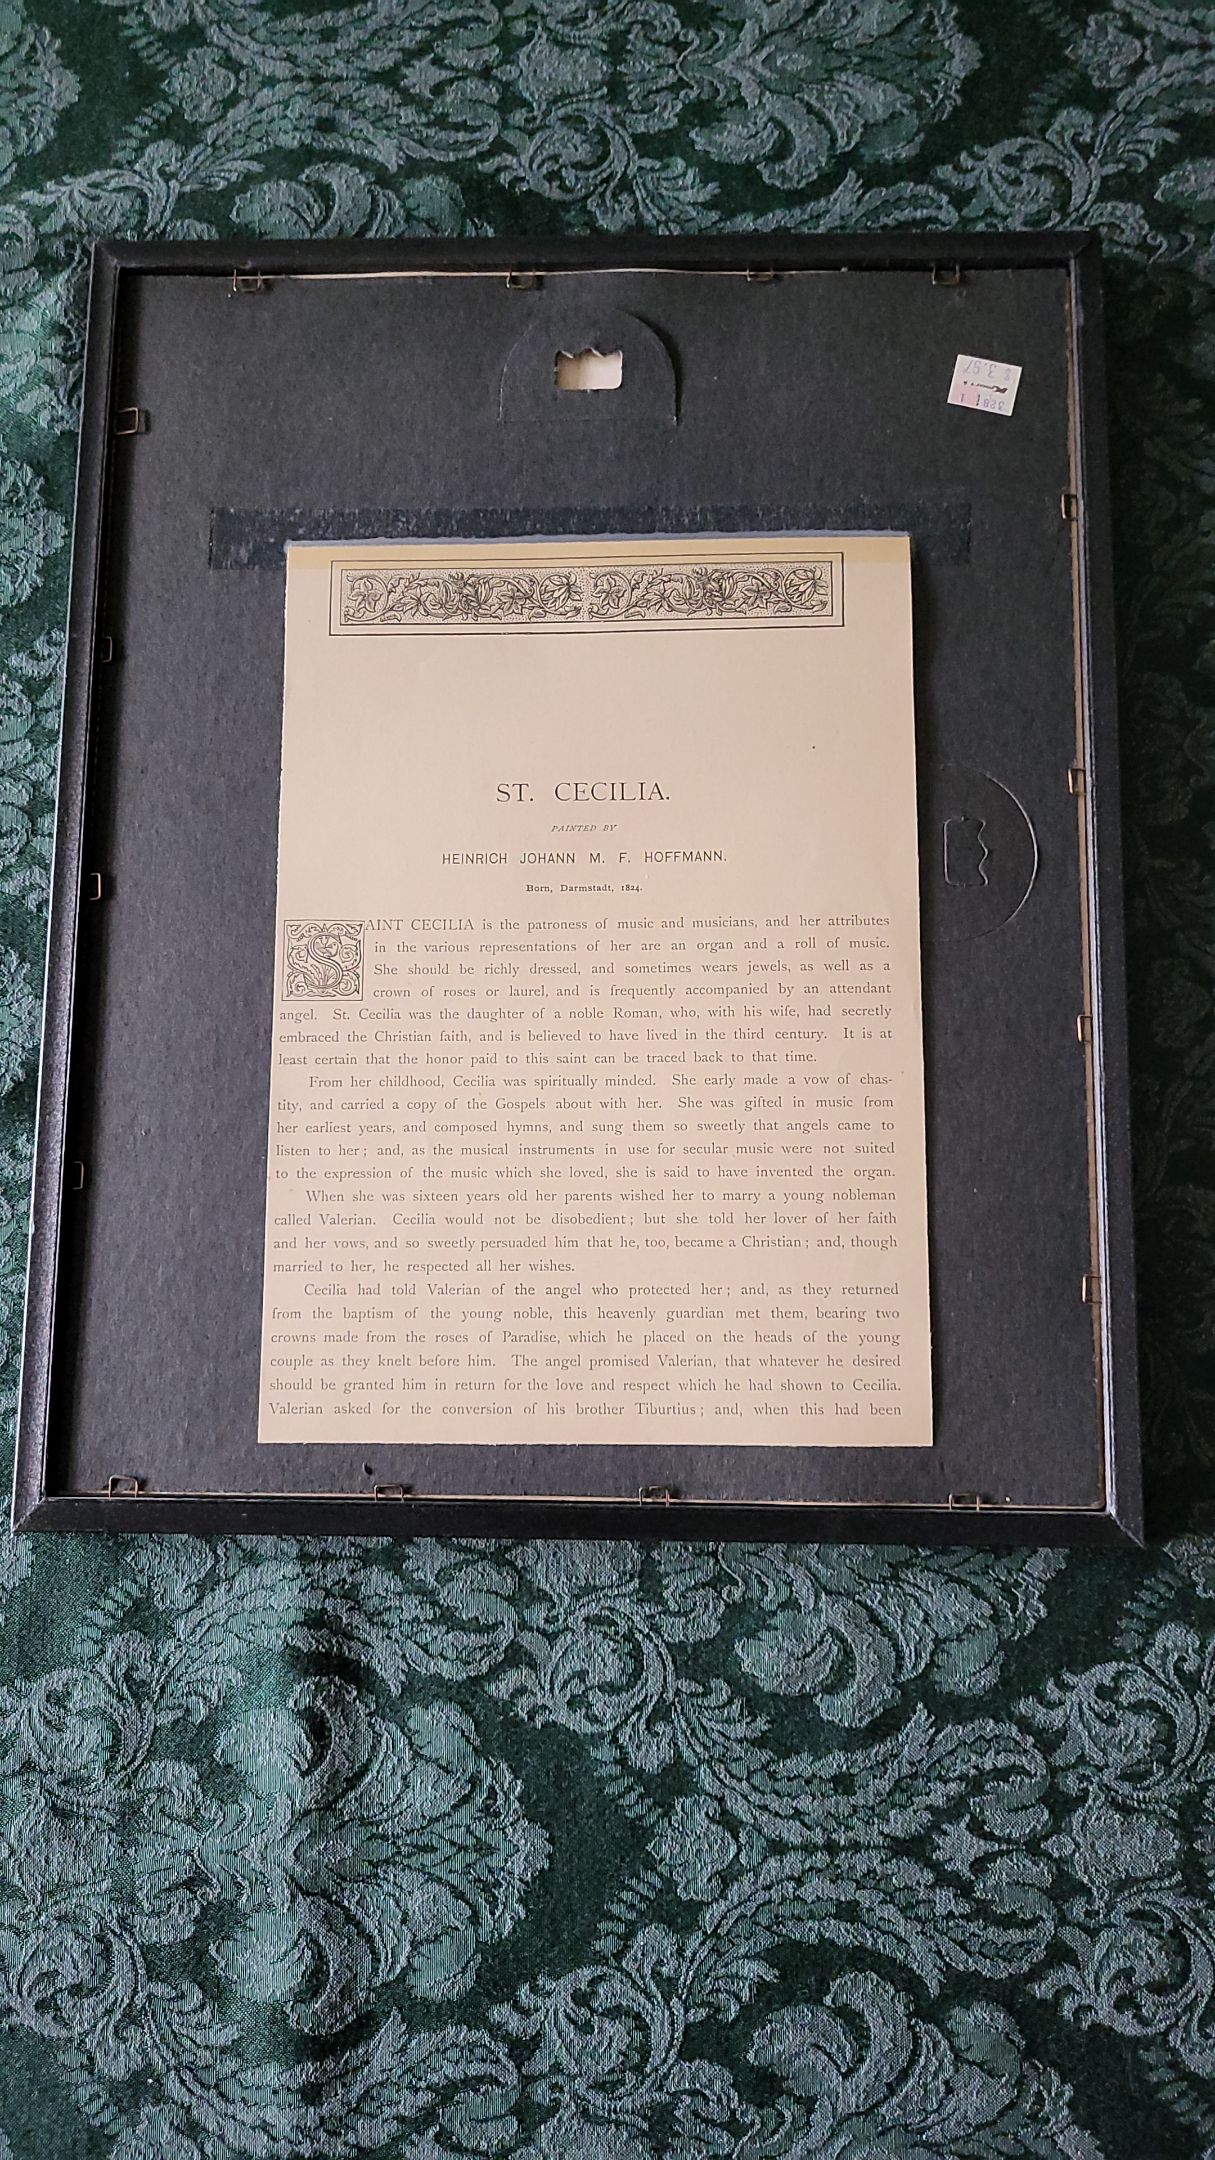 $ 3.97
Kmart
3281 1
ST. CECILIA.
PAINTED BY
HEINRICH JOHANN M. F. HOFFMANN.
Born, Darmstadt, 1824.
SAINT CECILIA is the patroness of music and musicians, and her attributes
in the various representations of her are an organ and a roll of music.
She should be richly dressed, and sometimes wears jewels, as well as a
crown of roses or laurel, and is frequently accompanied by an attendant
angel. St. Cecilia was the daughter of a noble Roman, who, with his wife, had secretly
embraced the Christian faith, and is believed to have lived in the third century. It is at
least certain that the honor paid to this saint can be traced back to that time.
From her childhood, Cecilia was spiritually minded. She early made a vow of chas-
tity, and carried a copy of the Gospels about with her. She was gifted in music from
her earliest years, and composed hymns, and sung them so sweetly that angels came to
listen to her; and, as the musical instruments in use for secular music were not suited
to the expression of the music which she loved, she is said to have invented the organ.
When she was sixteen years old her parents wished her to marry a young nobleman
called Valerian. Cecilia would not be disobedient; but she told her lover of her faith
and her vows, and so sweetly persuaded him that he, too, became a Christian; and, though
married to her, he respected all her wishes.
Cecilia had told Valerian of the angel who protected her; and, as they returned
from the baptism of the young noble, this heavenly guardian met them, bearing two
crowns made from the roses of Paradise, which he placed on the heads of the young
couple as they knelt before him. The angel promised Valerian, that whatever he desired
should be granted him in return for the love and respect which he had shown to Cecilia.
Valerian asked for the conversion of his brother Tiburtius; and, when this had been